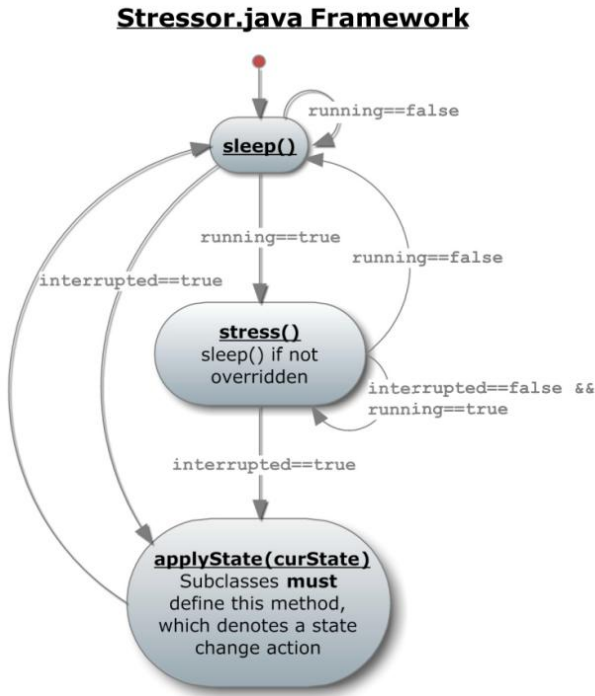 Stressor.java Framework
running==false
sleep()
running==true
running==false
interrupted==true
stress()
sleep() if not
overridden
interrupted==false &&
running==true
interrupted==true
applyState(curState)
Subclasses must
define this method,
which denotes a state
change action